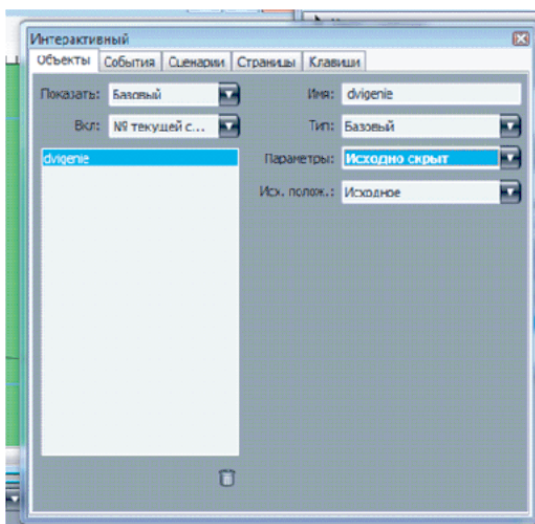 Интерактивный
Объекты События Сценарии Страницы Клавиши
Показать: Базовый
Вкл: № текущей с...
dvigenie
Имя: dvigenie
Тип: Базовый
Параметры: Исходно скрыт
Исх. полож.: Исходное